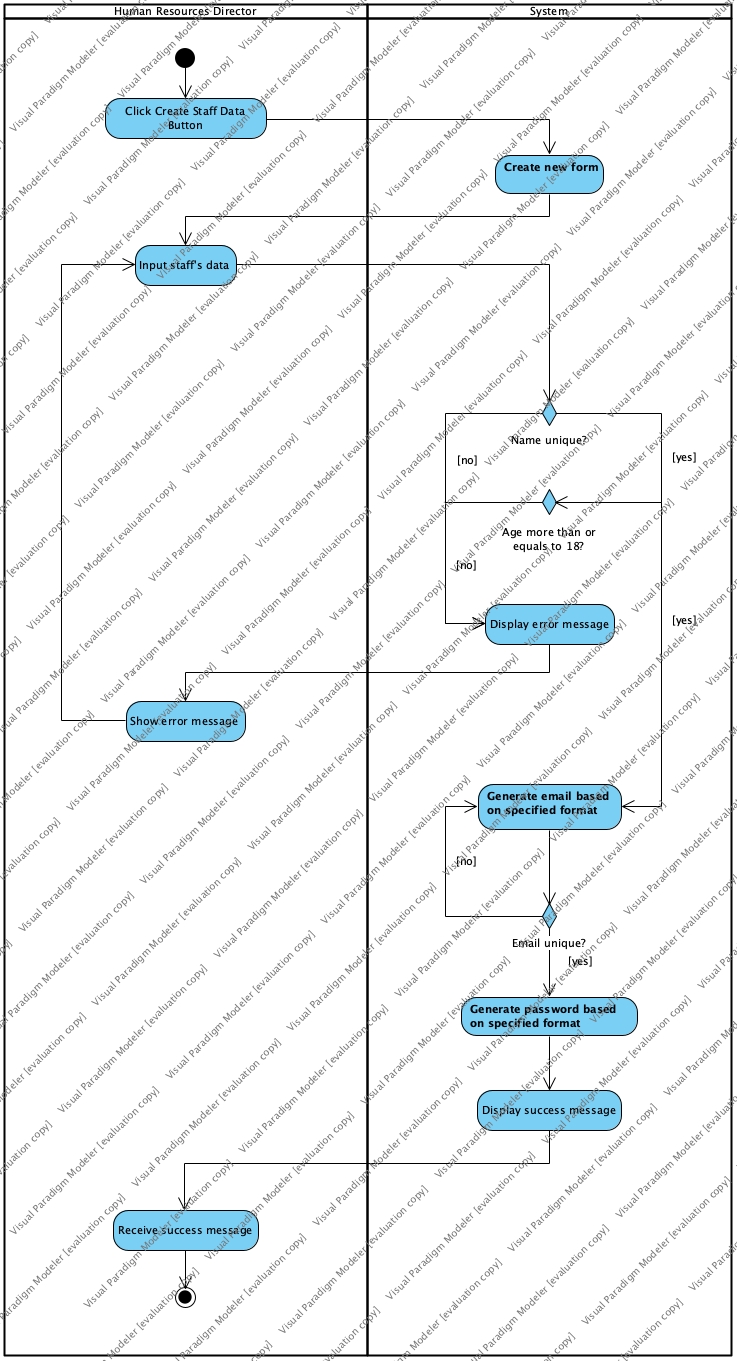 Human Resources Director
System
Click Create Staff Data
Button
Create new form
Input staff's data
Name unique?
[no]
[yes]
Age more than or
equals to 18?
[no]
[yes]
Display error message
Show error message
Generate email based
on specified format
[no]
Email unique?
[yes]
Generate password based
on specified format
Display success message
Receive success message
Visual Paradigm Modeler [evaluation copy]